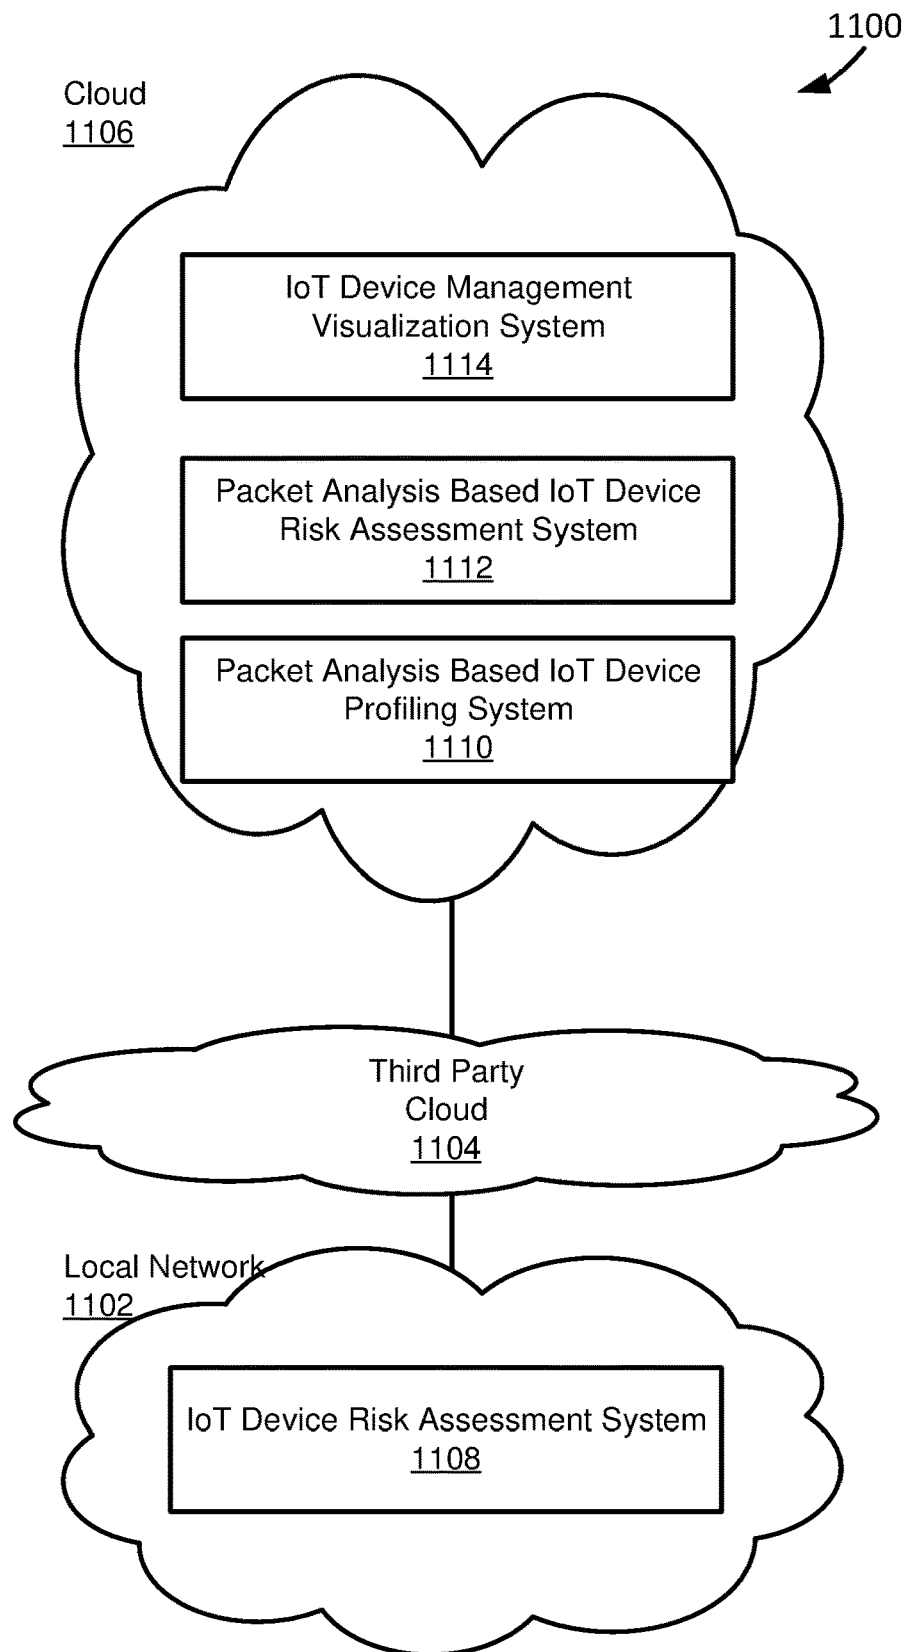 1100
Cloud
1106
IoT Device Management
Visualization System
1114
Packet Analysis Based IoT Device
Risk Assessment System
1112
Packet Analysis Based IoT Device
Profiling System
1110
Third Party
Cloud
1104
Local Network
1102
IoT Device Risk Assessment System
1108